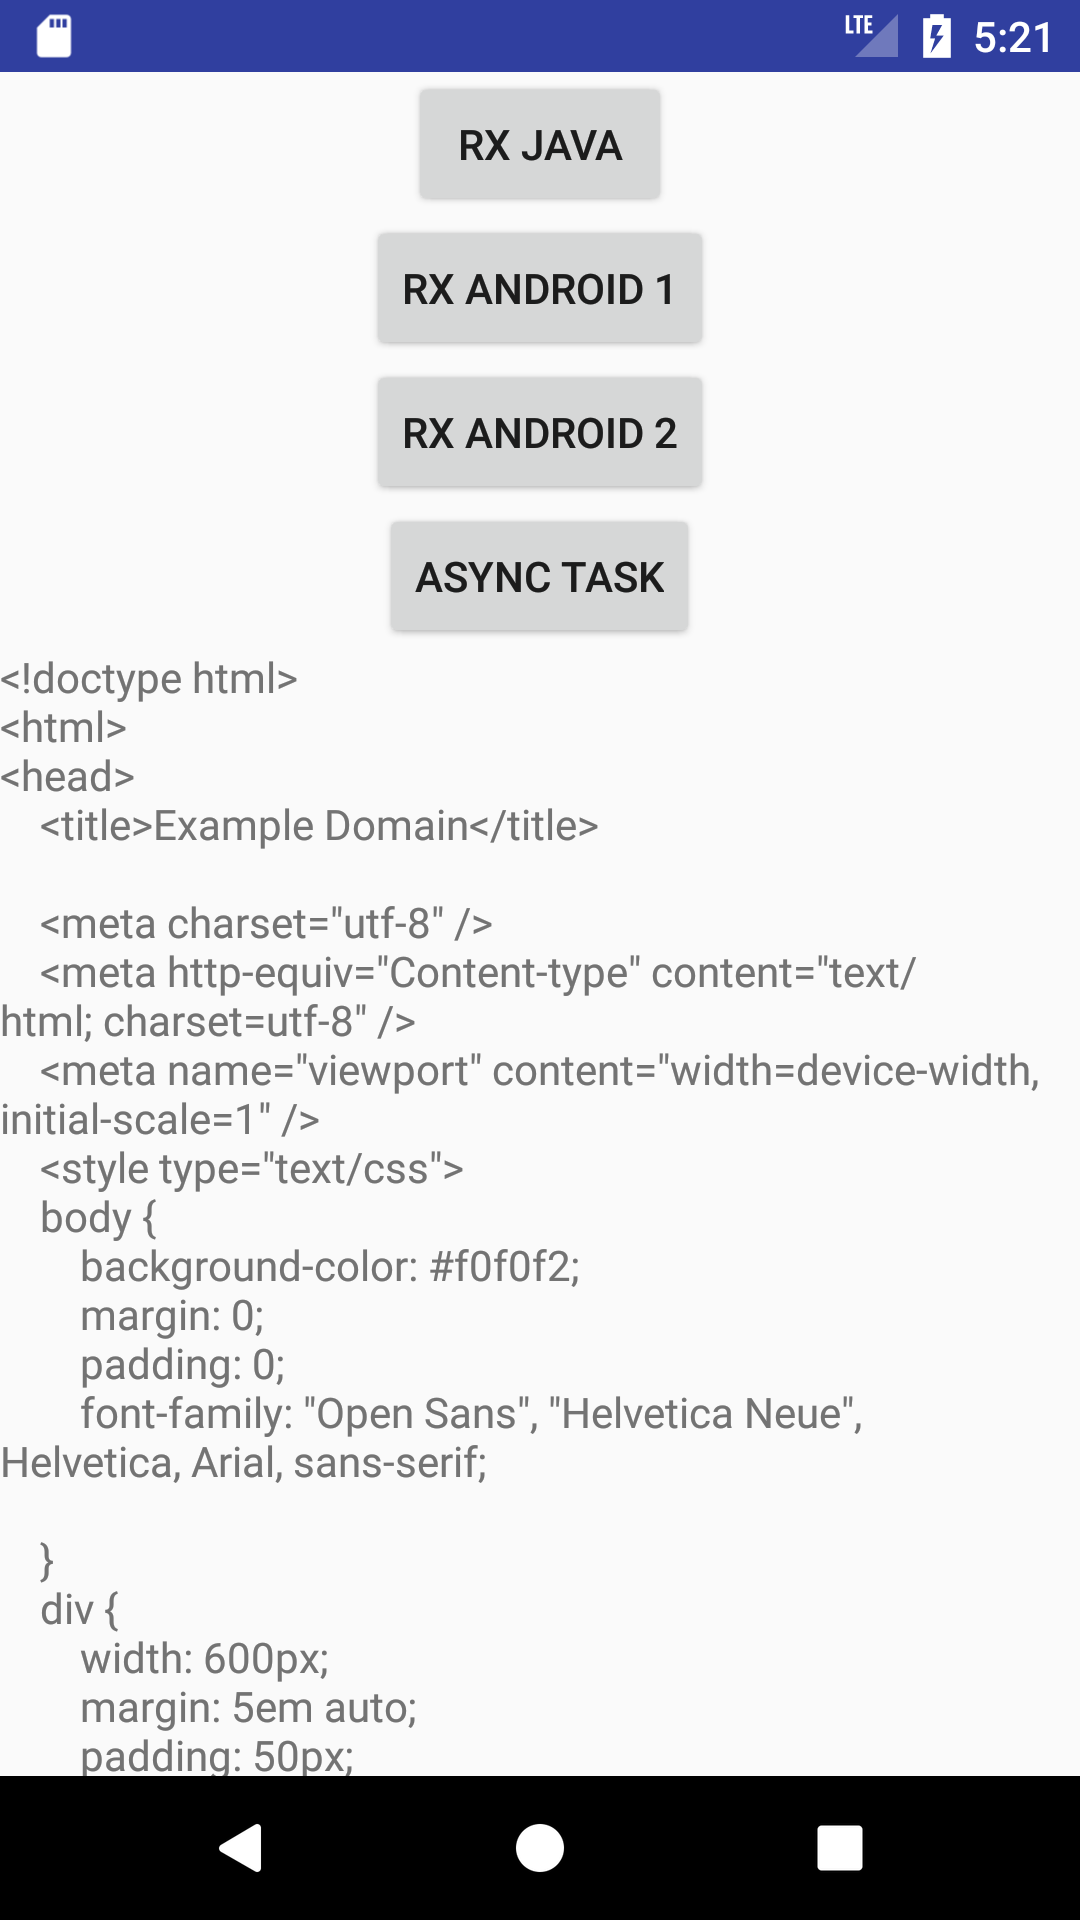 LTE 5:21
RX JAVA
RX ANDROID 1
RX ANDROID 2
ASYNC TASK
<!doctype html>
<html>
<head>
    <title>Example Domain</title>

    <meta charset="utf-8" />
    <meta http-equiv="Content-type" content="text/
html; charset=utf-8" />
    <meta name="viewport" content="width=device-width,
initial-scale=1" />
    <style type="text/css">
    body {
        background-color: #f0f0f2;
        margin: 0;
        padding: 0;
        font-family: "Open Sans", "Helvetica Neue",
Helvetica, Arial, sans-serif;

    }
    div {
        width: 600px;
        margin: 5em auto;
        padding: 50px;